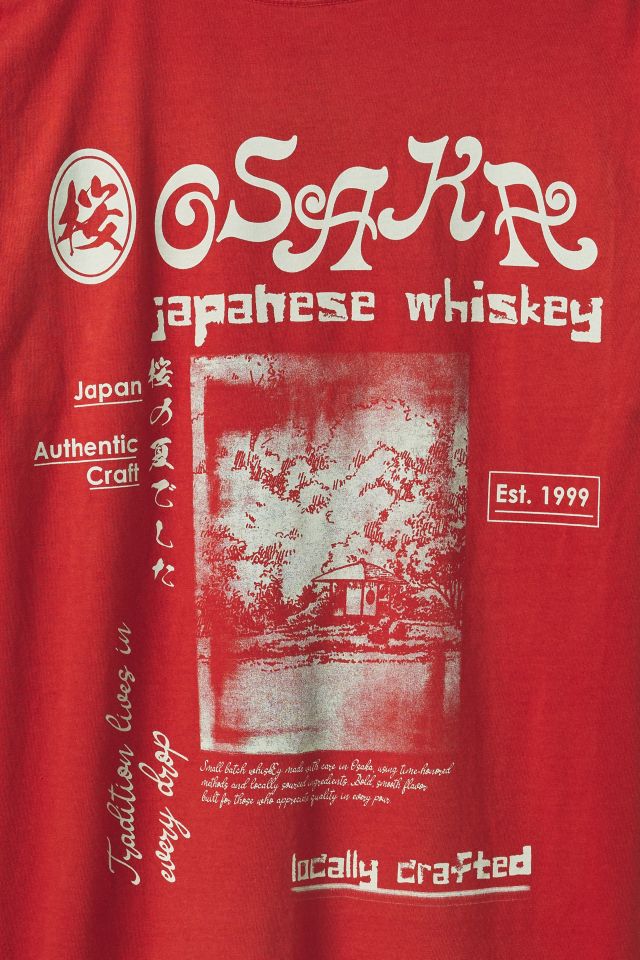 桜
OSAKA
japanese whiskey
Japan
Authentic
Craft
桜の夏でした
Est. 1999
Tradition lives in
every drop
Small batch whiskey made with care in Osaka, using time-honored
methods and locally sourced ingredients. Bold, smooth flavor
built for those who appreciate quality in every pour.
locally crafted